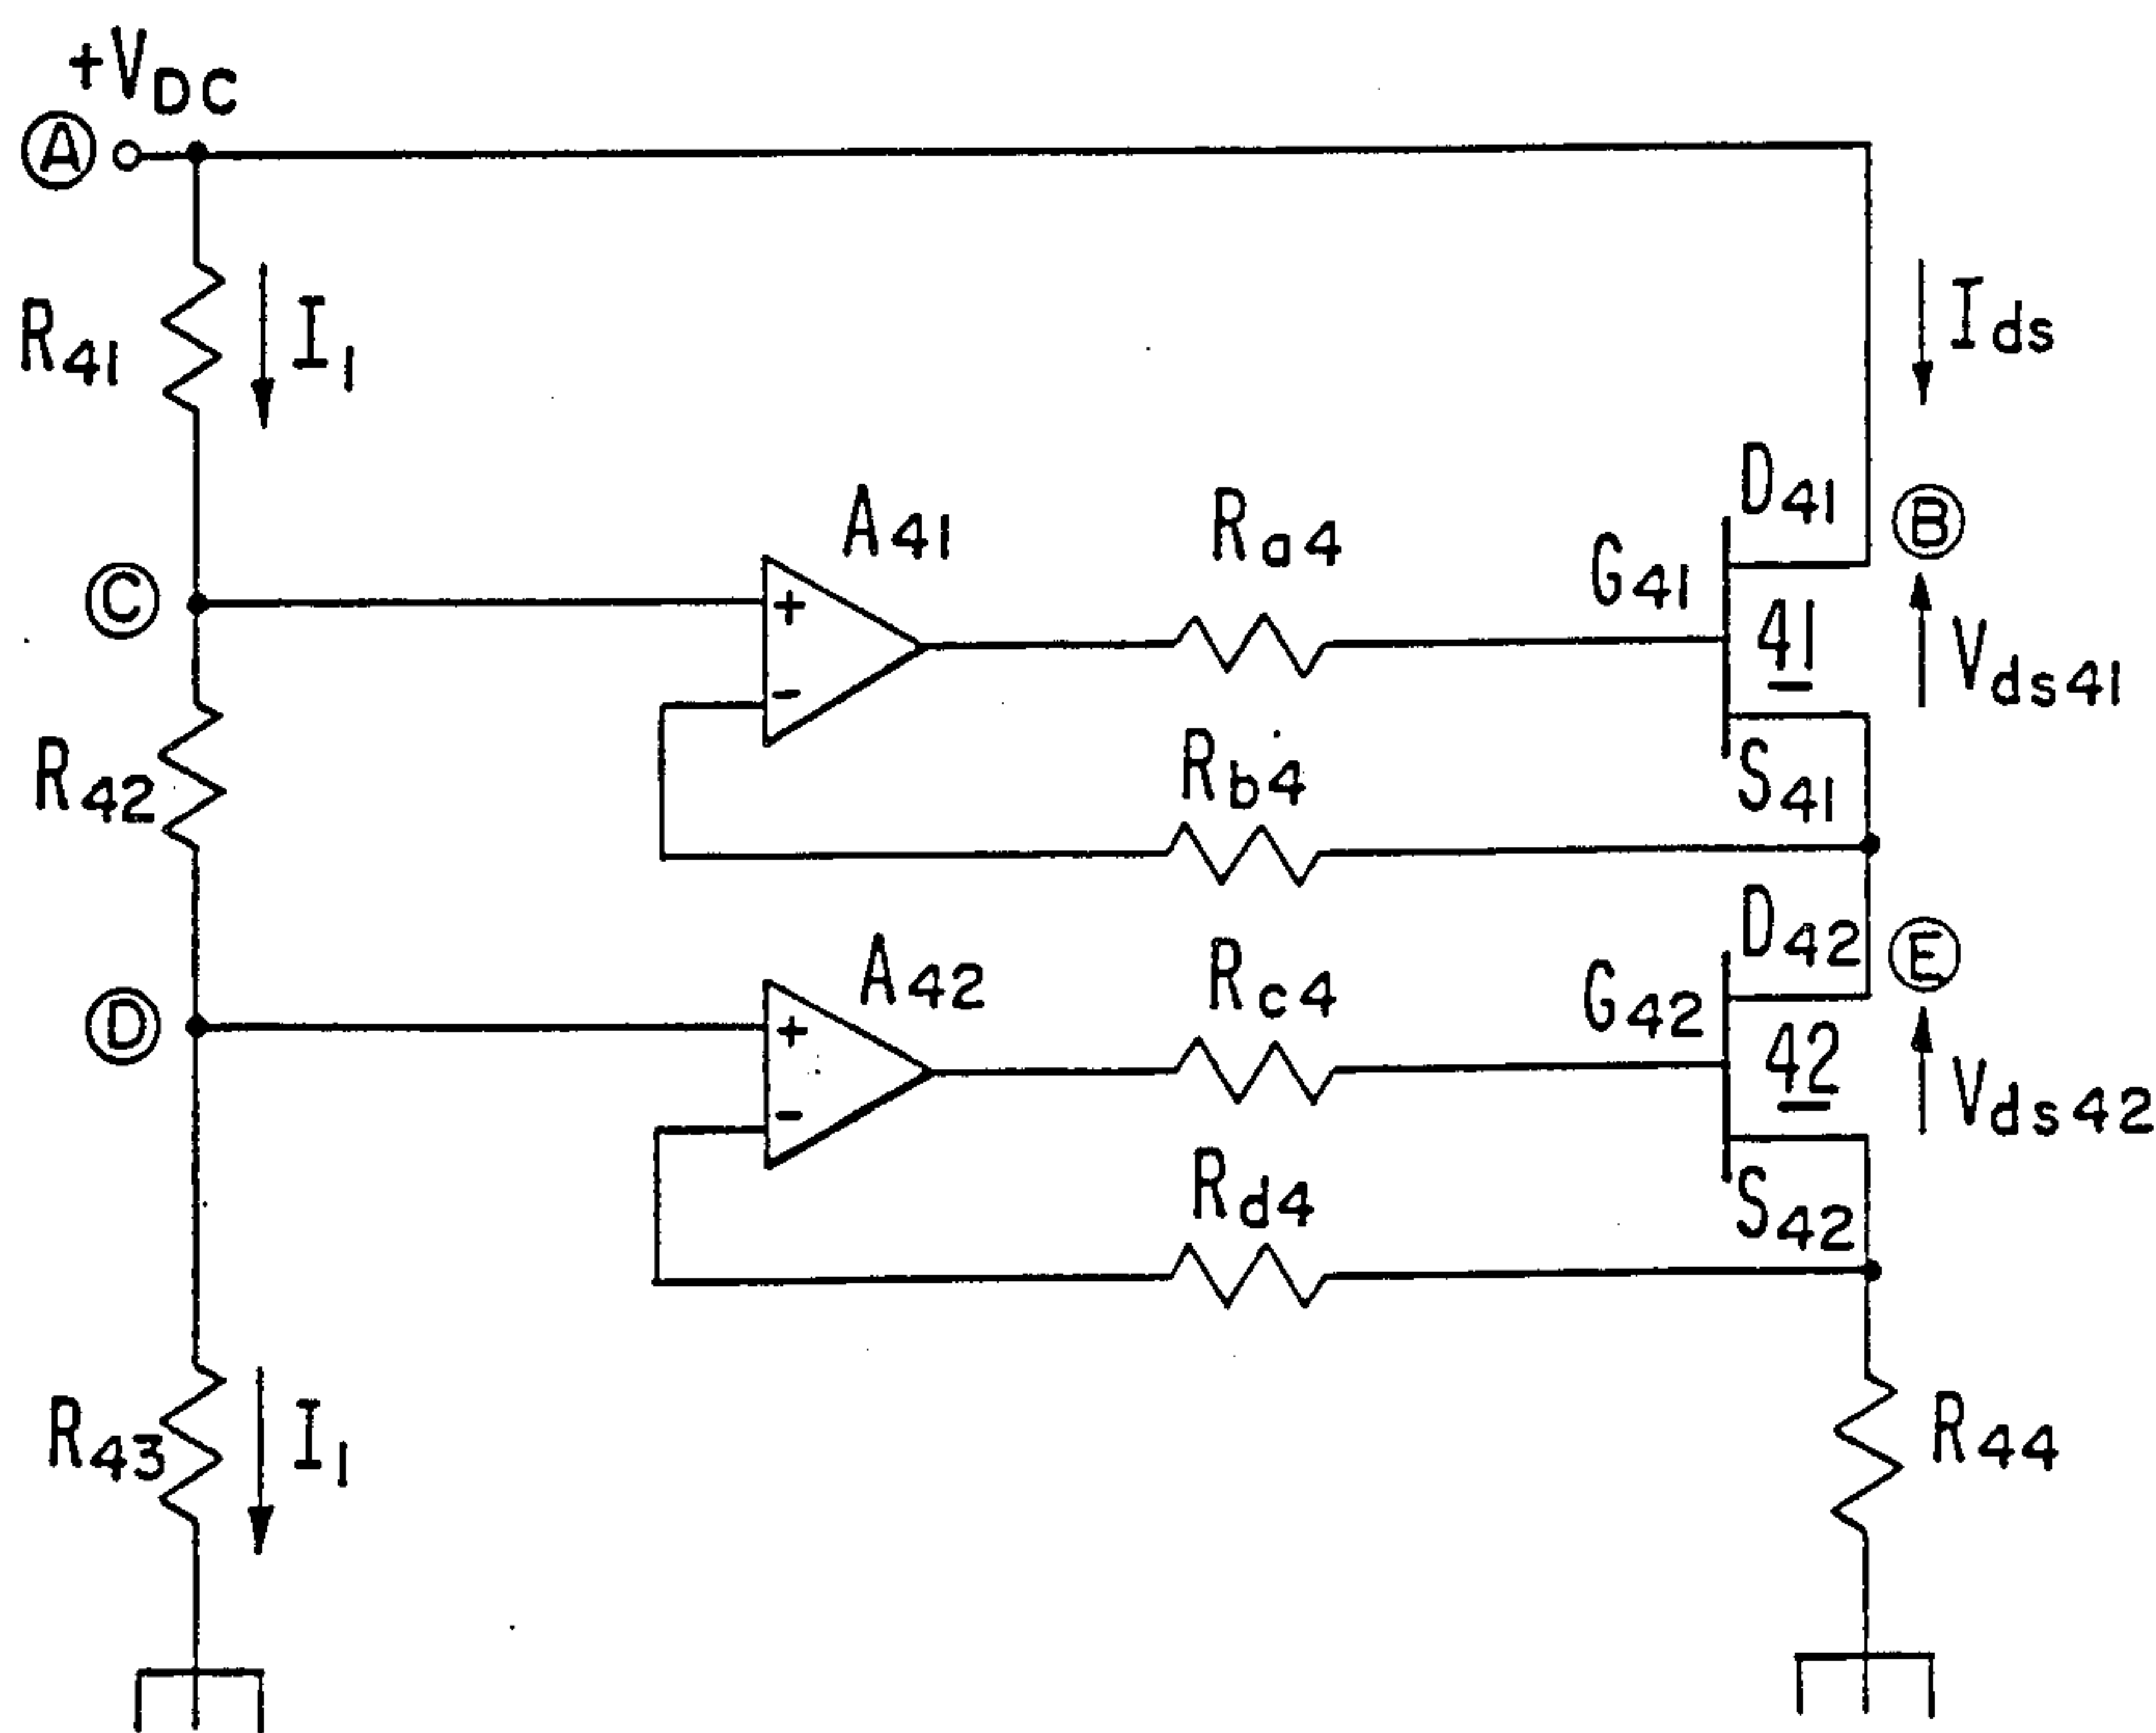 +VDC
A
R41
I1
Ids
D41
B
A41
Ra4
G41
C
+
41
Vds41
-
R42
Rb4
S41
D42
E
A42
Rc4
G42
D
+
42
Vds42
-
Rd4
S42
R43
I1
R44